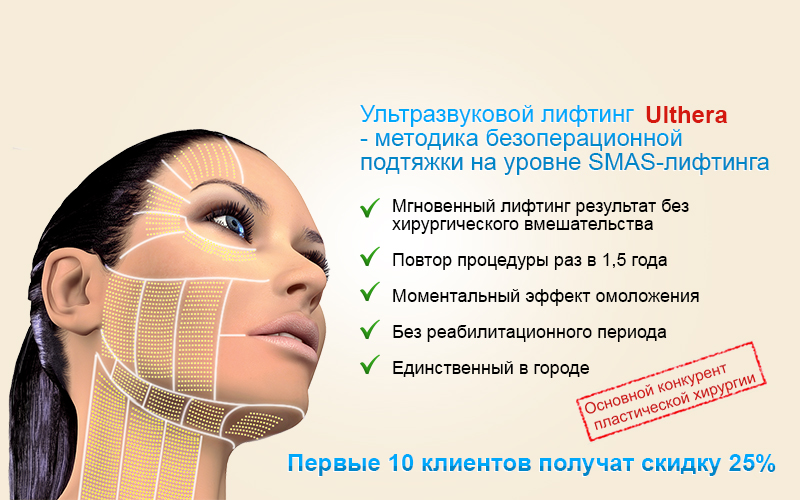 Ультразвуковой лифтинг Ulthera
- методика безоперационной
подтяжки на уровне SMAS-лифтинга
Мгновенный лифтинг результат без
хирургического вмешательства
Повтор процедуры раз в 1,5 года
Моментальный эффект омоложения
Без реабилитационного периода
Единственный в городе
Основной конкурент
пластической хирургии
Первые 10 клиентов получат скидку 25%